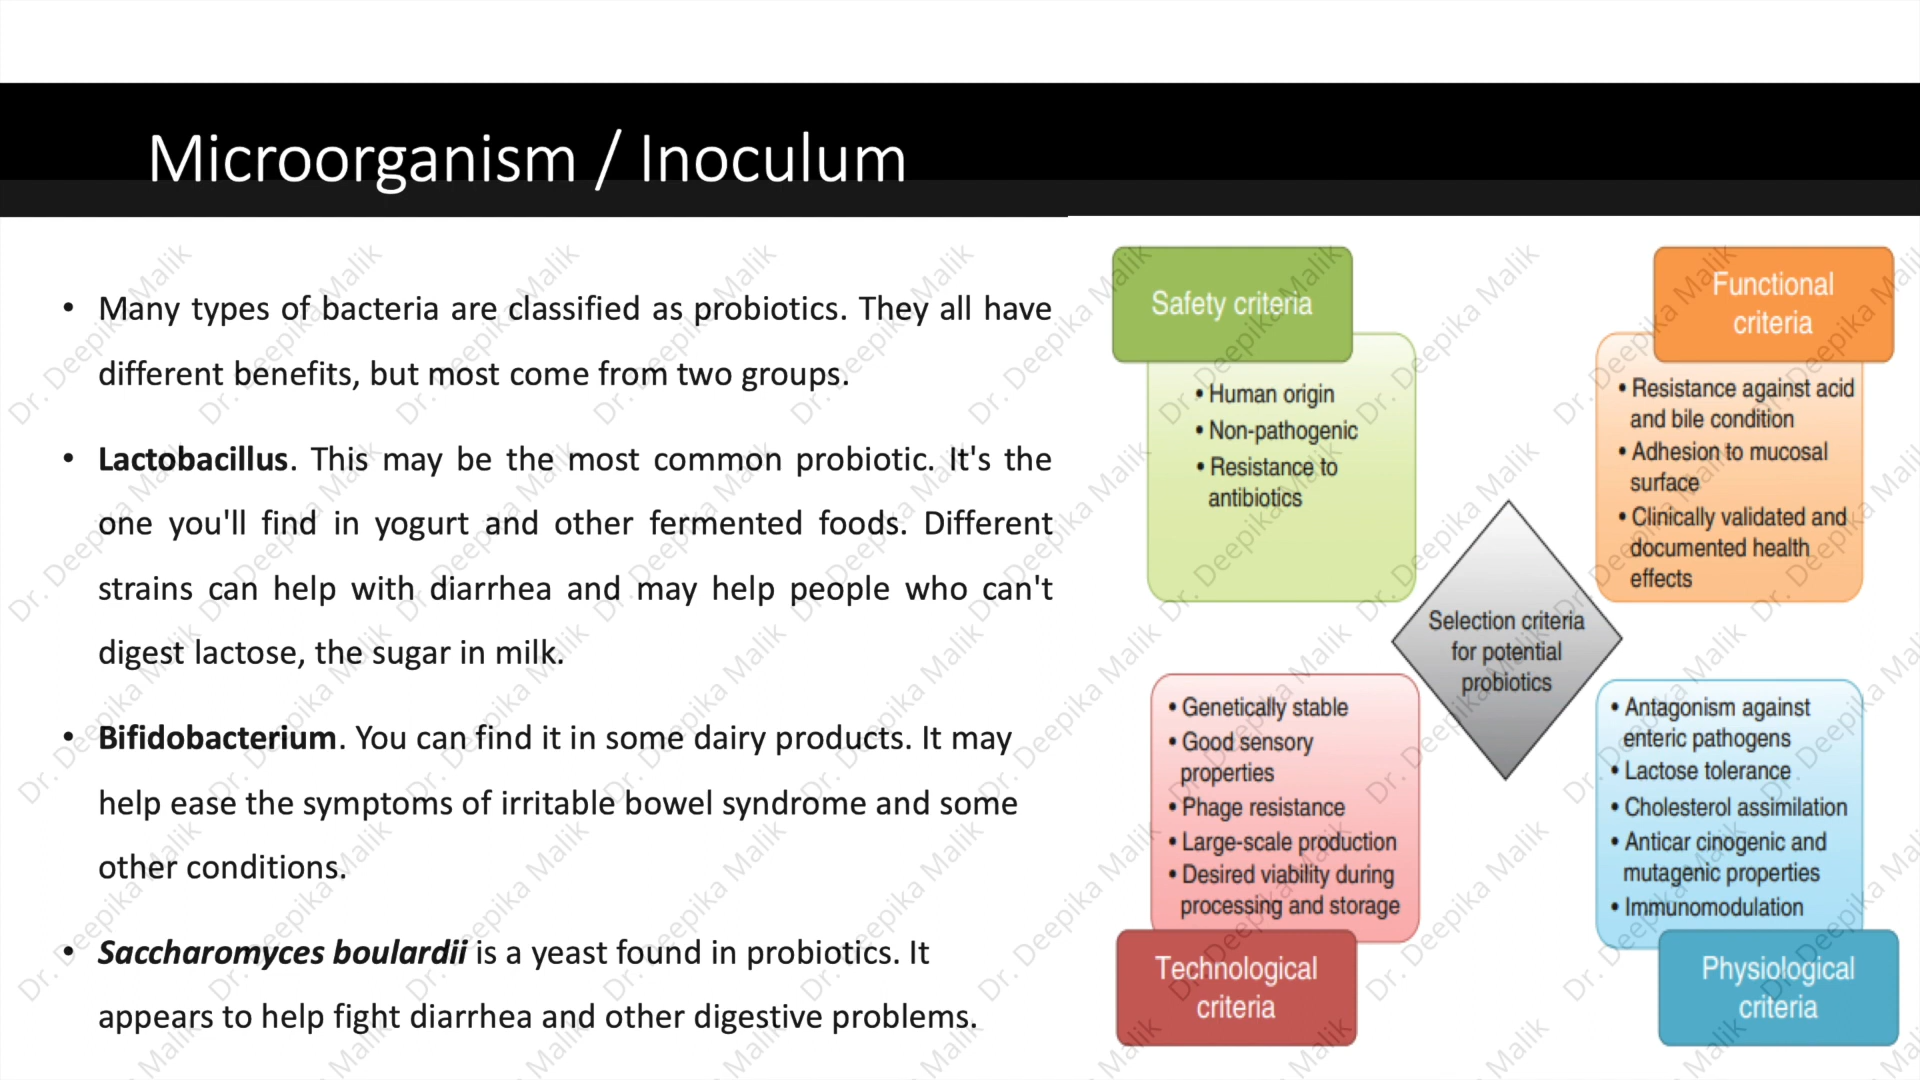 Microorganism / Inoculum
• Many types of bacteria are classified as probiotics. They all have
different benefits, but most come from two groups.
• Lactobacillus. This may be the most common probiotic. It's the
one you'll find in yogurt and other fermented foods. Different
strains can help with diarrhea and may help people who can't
digest lactose, the sugar in milk.
• Bifidobacterium. You can find it in some dairy products. It may
help ease the symptoms of irritable bowel syndrome and some
other conditions.
• Saccharomyces boulardii is a yeast found in probiotics. It
appears to help fight diarrhea and other digestive problems.
Safety criteria
• Human origin
• Non-pathogenic
• Resistance to
antibiotics
Functional
criteria
• Resistance against acid
and bile condition
• Adhesion to mucosal
surface
• Clinically validated and
documented health
effects
Selection criteria
for potential
probiotics
• Genetically stable
• Good sensory
properties
• Phage resistance
• Large-scale production
• Desired viability during
processing and storage
Technological
criteria
• Antagonism against
enteric pathogens
• Lactose tolerance
• Cholesterol assimilation
• Anticar cinogenic and
mutagenic properties
• Immunomodulation
Physiological
criteria
Dr. Deepika Malik